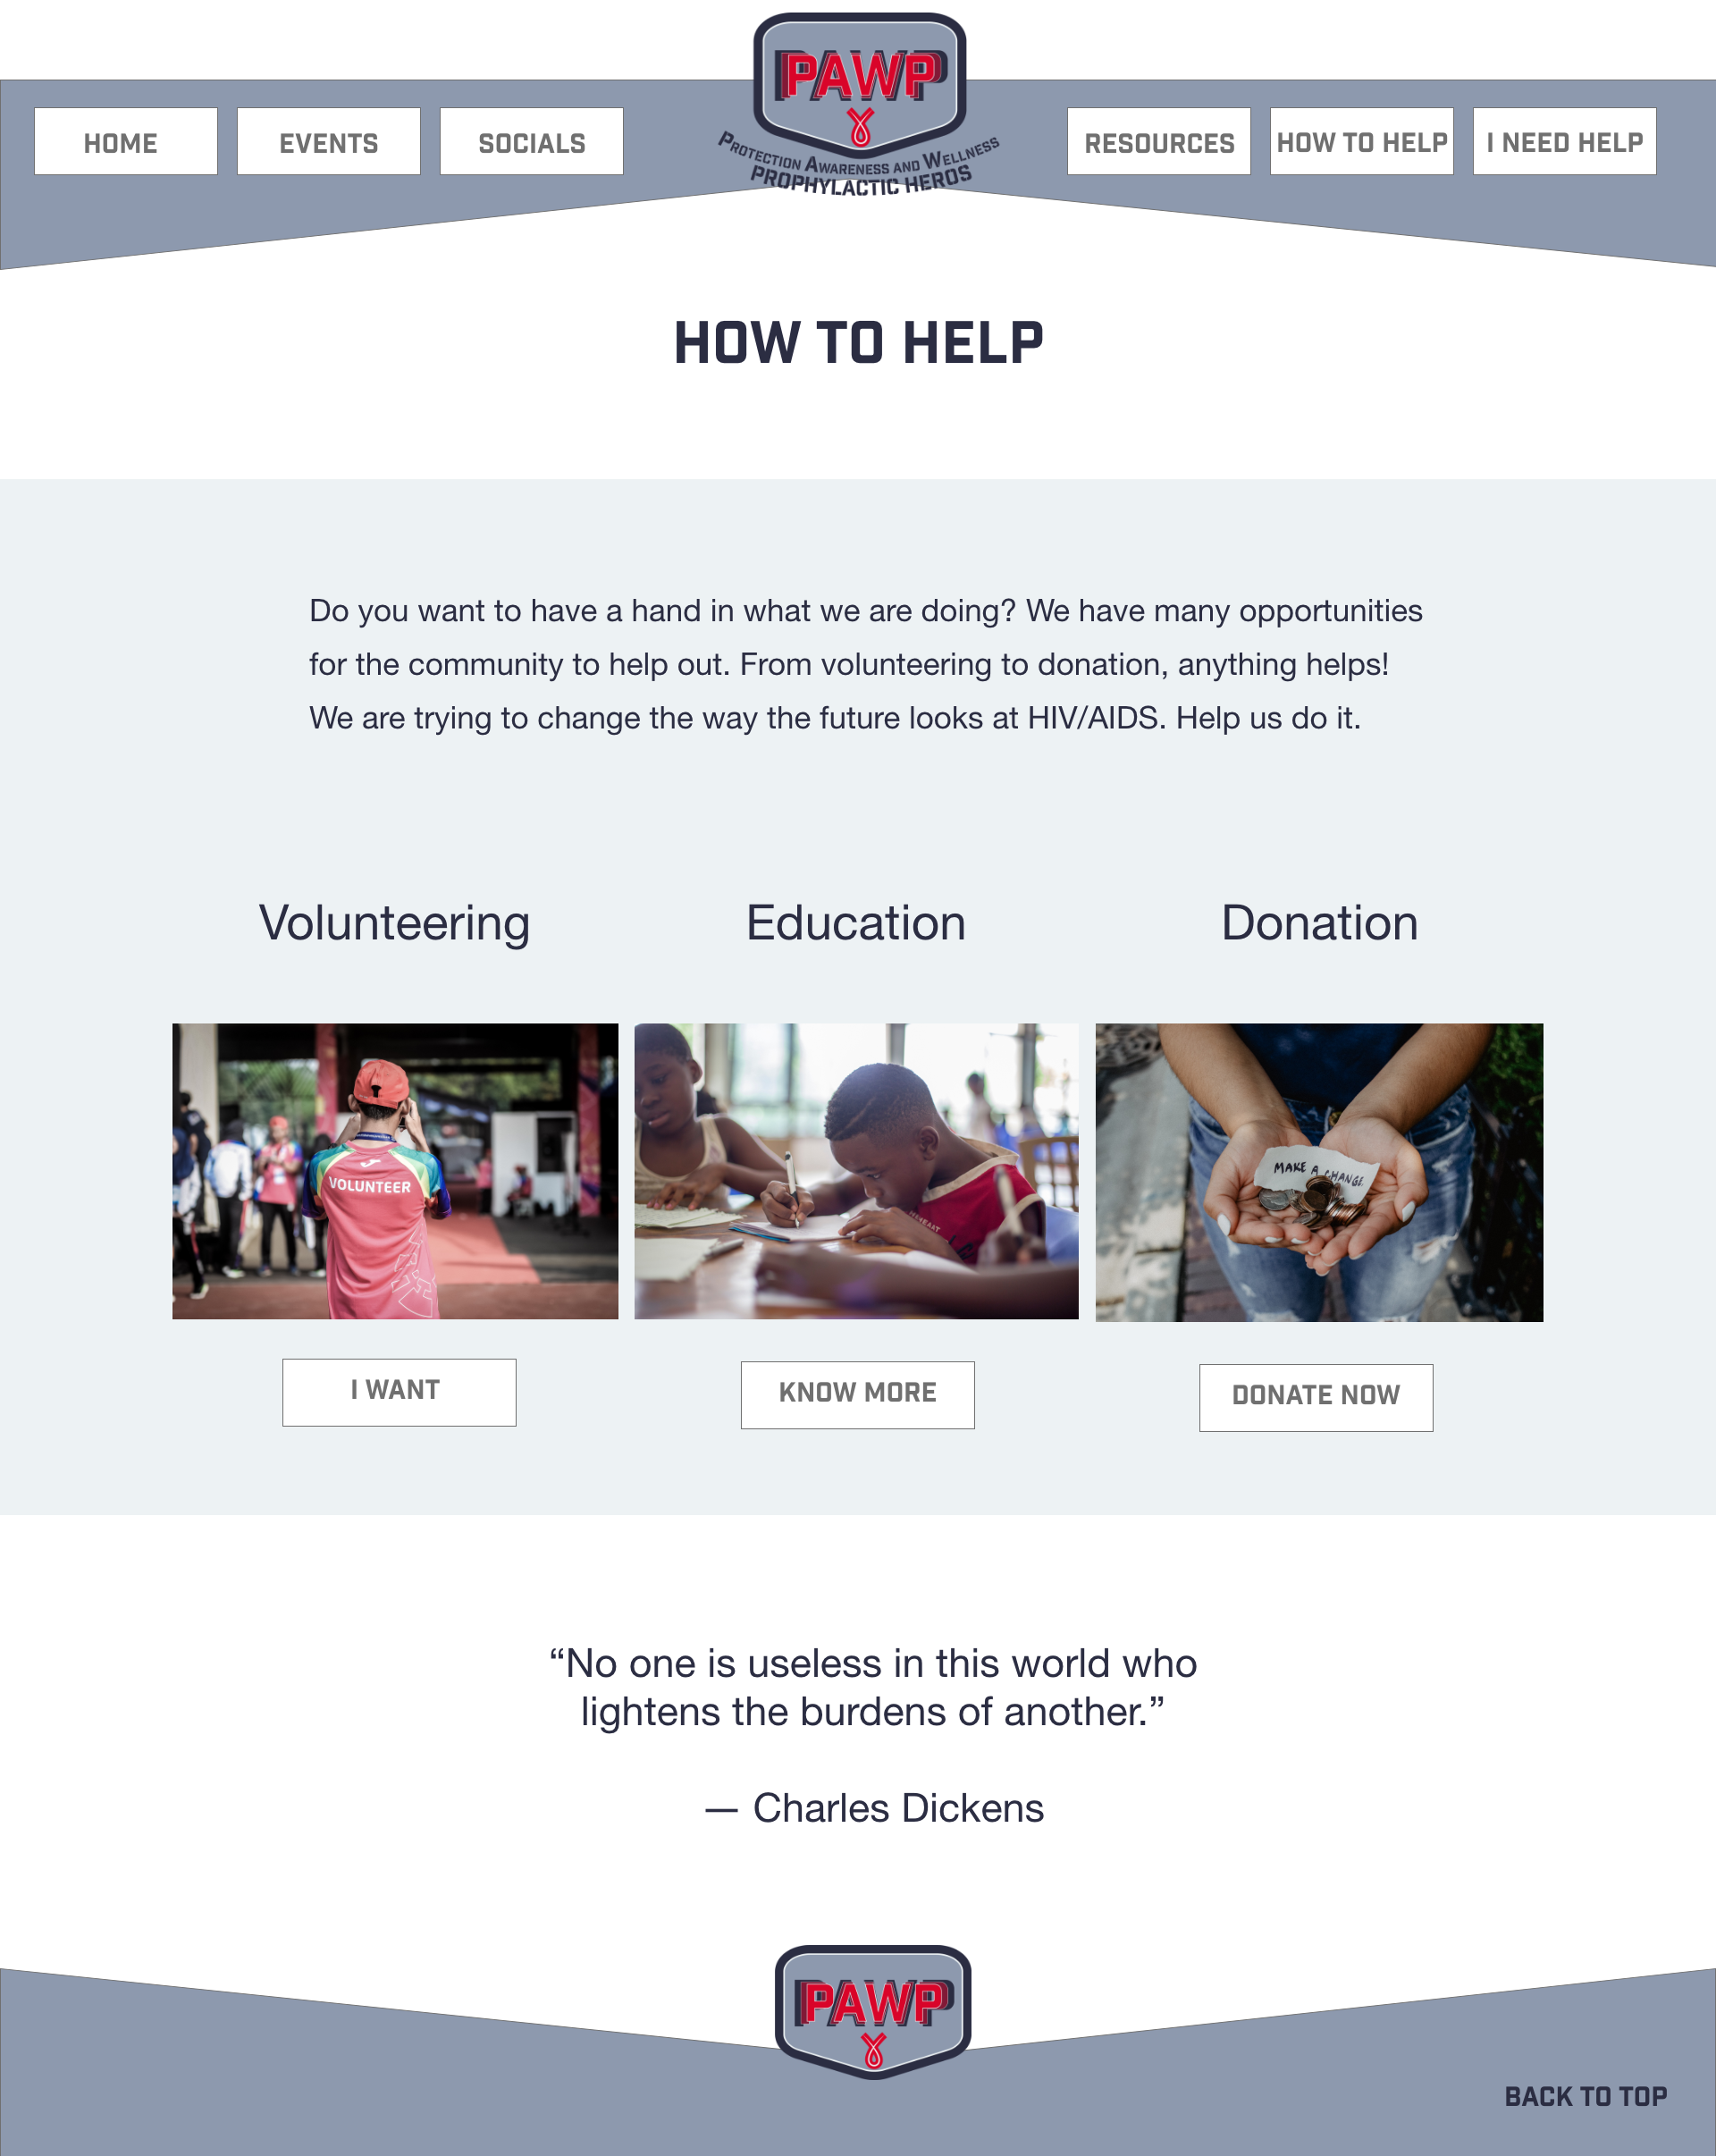 PAWP
HOME
EVENTS
SOCIALS
RESOURCES
HOW TO HELP
I NEED HELP
PROTECTION AWARENESS AND WELLNESS
PROPHYLACTIC HEROS
HOW TO HELP
Do you want to have a hand in what we are doing? We have many opportunities
for the community to help out. From volunteering to donation, anything helps!
We are trying to change the way the future looks at HIV/AIDS. Help us do it.
Volunteering
Education
Donation
VOLUNTEER
MAKE A CHANGE.
I WANT
KNOW MORE
DONATE NOW
“No one is useless in this world who
lightens the burdens of another.”
— Charles Dickens
PAWP
BACK TO TOP